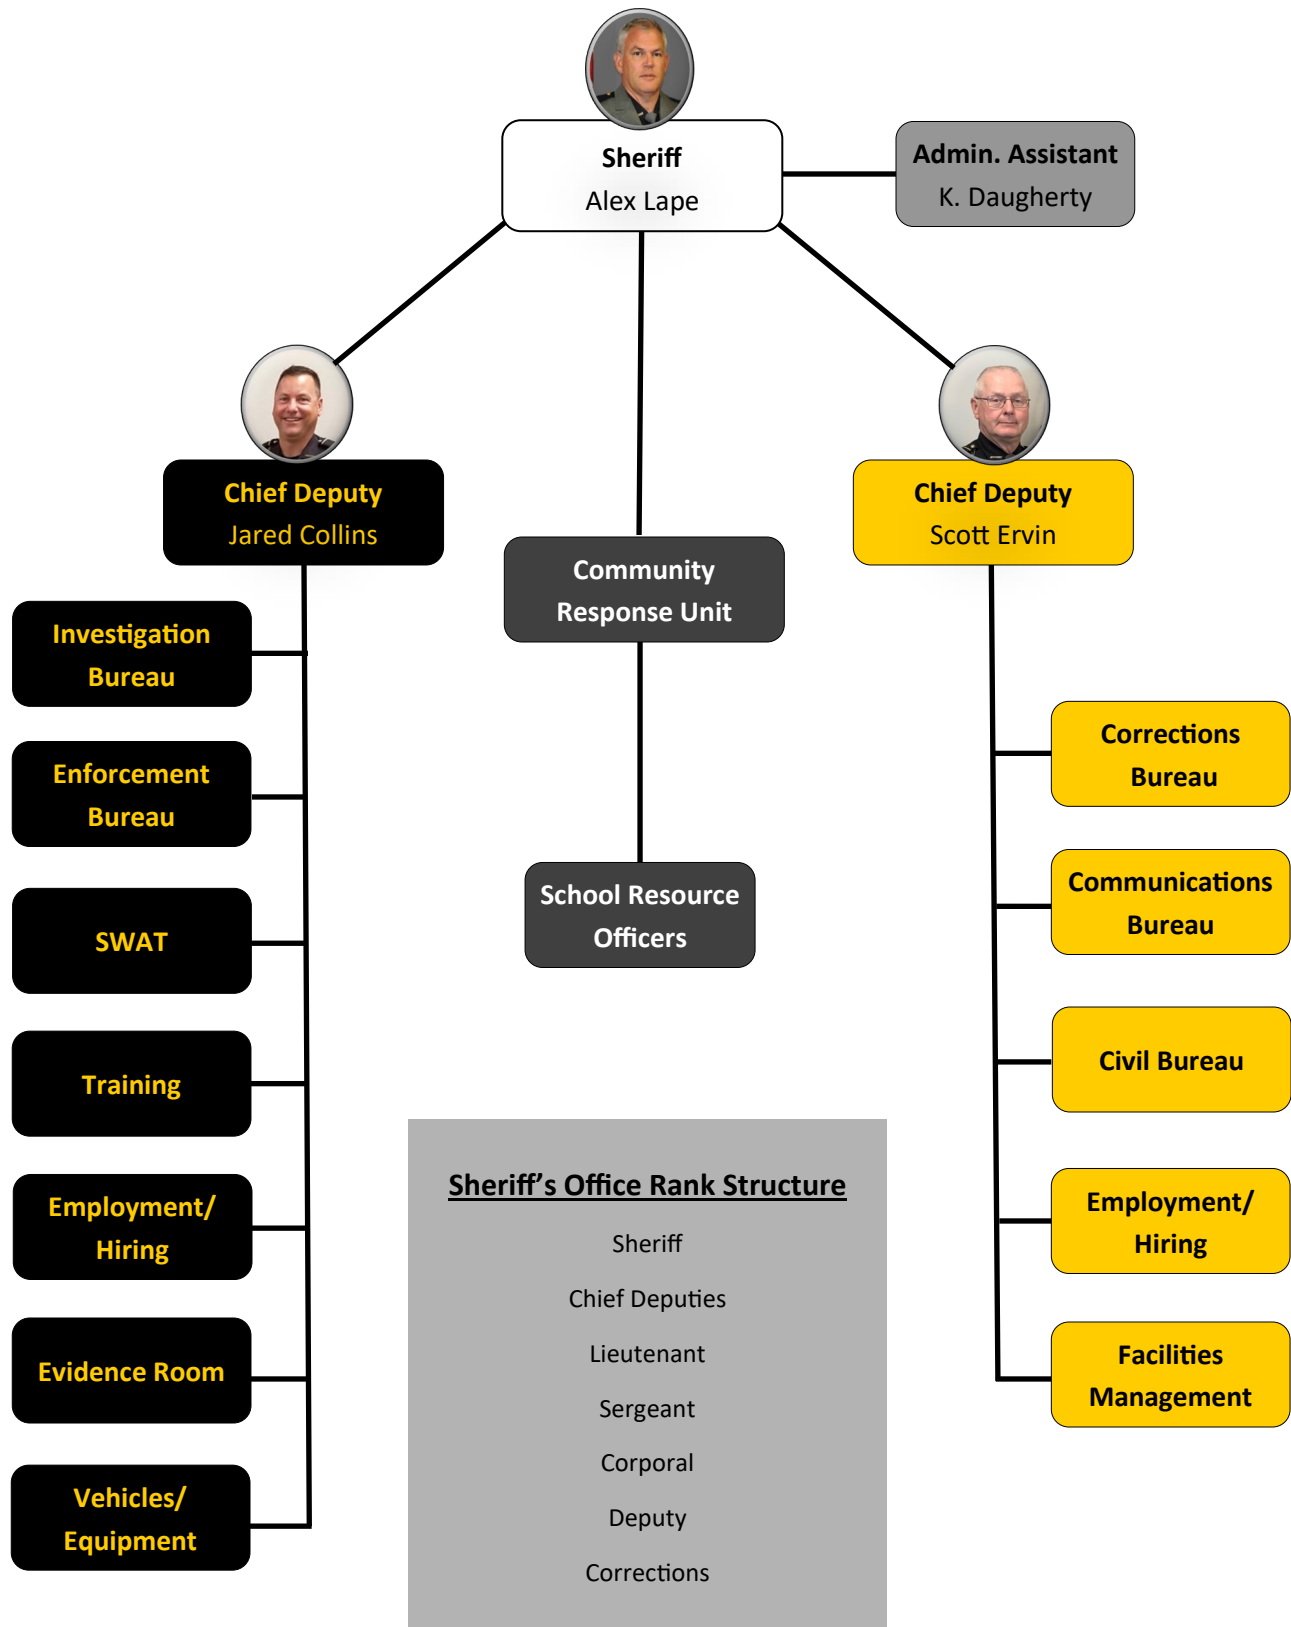 Sheriff
Alex Lape
Admin. Assistant
K. Daugherty
Chief Deputy
Jared Collins
Chief Deputy
Scott Ervin
Community
Response Unit
School Resource
Officers
Investigation
Bureau
Enforcement
Bureau
SWAT
Training
Employment/
Hiring
Evidence Room
Vehicles/
Equipment
Corrections
Bureau
Communications
Bureau
Civil Bureau
Employment/
Hiring
Facilities
Management
Sheriff’s Office Rank Structure
Sheriff
Chief Deputies
Lieutenant
Sergeant
Corporal
Deputy
Corrections